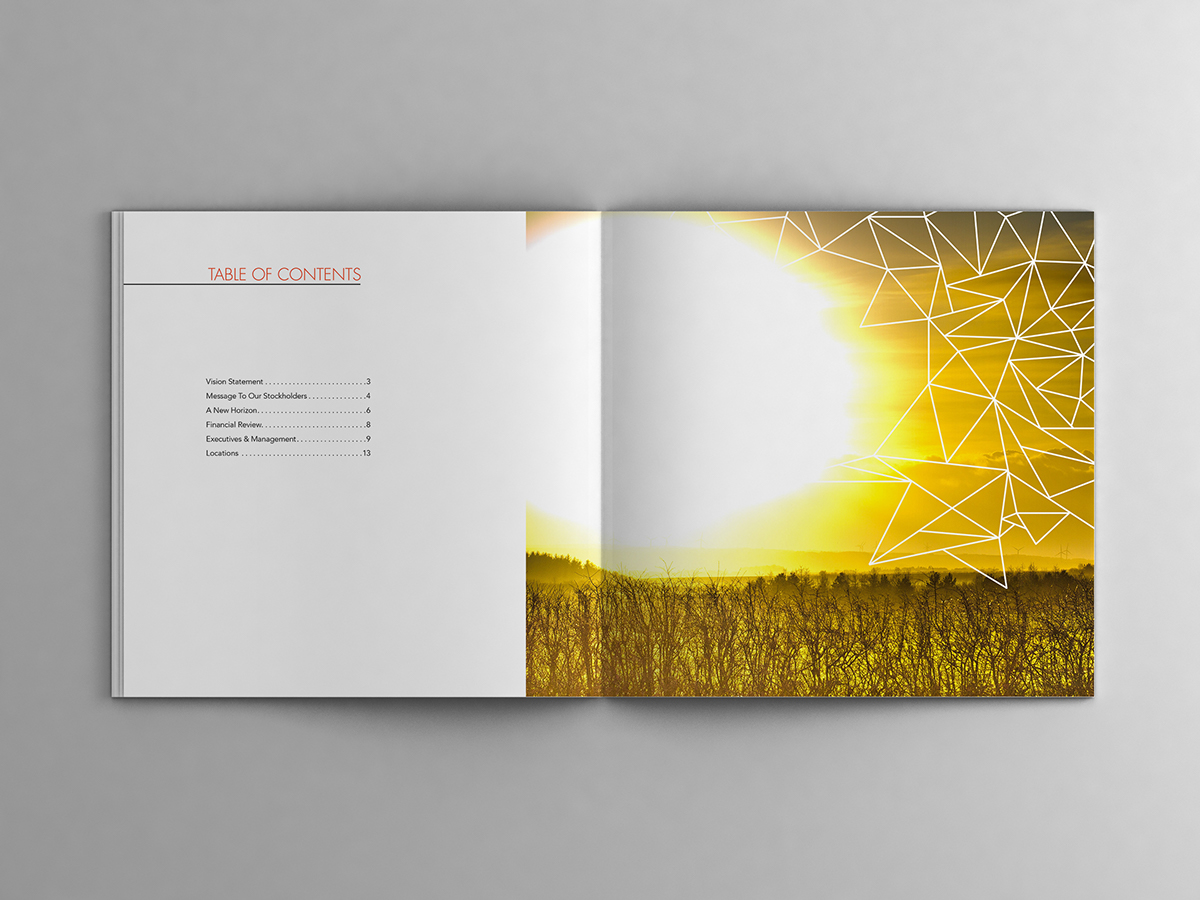 TABLE OF CONTENTS
Vision Statement . . . . . . . . . . . . . . . . . . . . . . . . .3
Message To Our Stockholders . . . . . . . . . . . . . .4
A New Horizon. . . . . . . . . . . . . . . . . . . . . . . . . . .6
Financial Review. . . . . . . . . . . . . . . . . . . . . . . . . .8
Executives & Management. . . . . . . . . . . . . . . . .9
Locations . . . . . . . . . . . . . . . . . . . . . . . . . . . . . .13